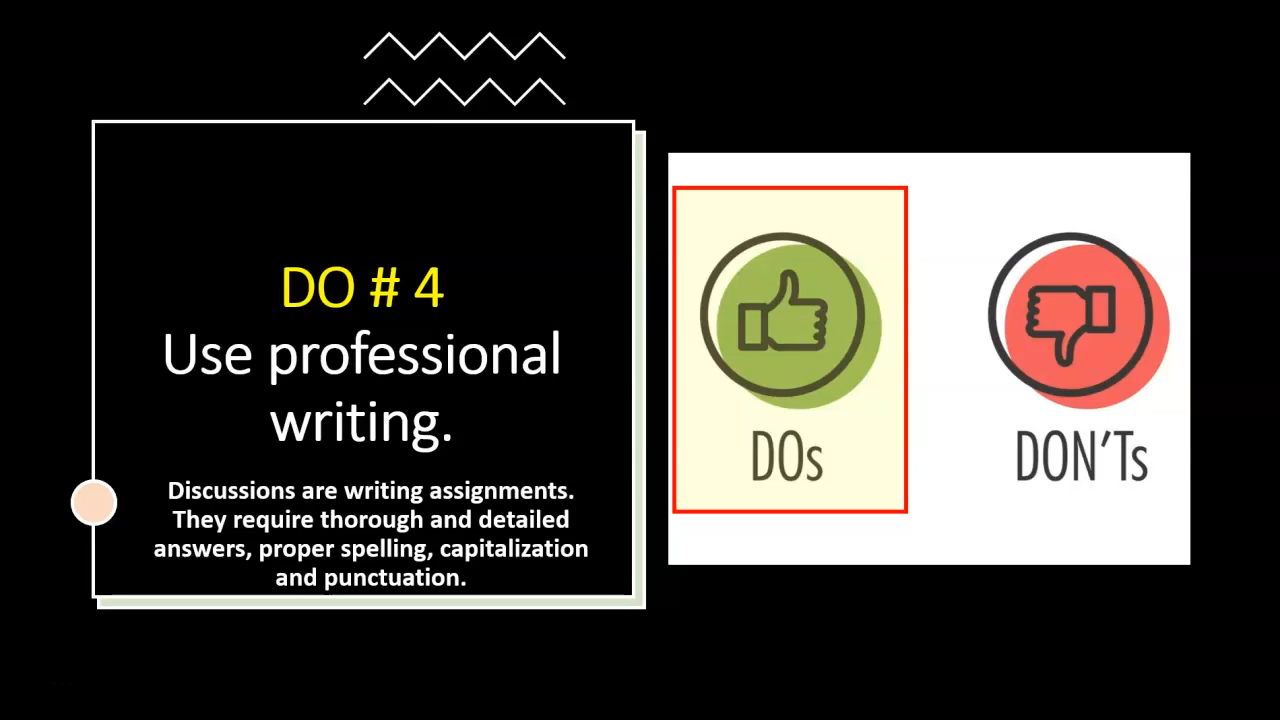 DO # 4
Use professional
writing.
Discussions are writing assignments.
They require thorough and detailed
answers, proper spelling, capitalization
and punctuation.
DOs
DON'Ts